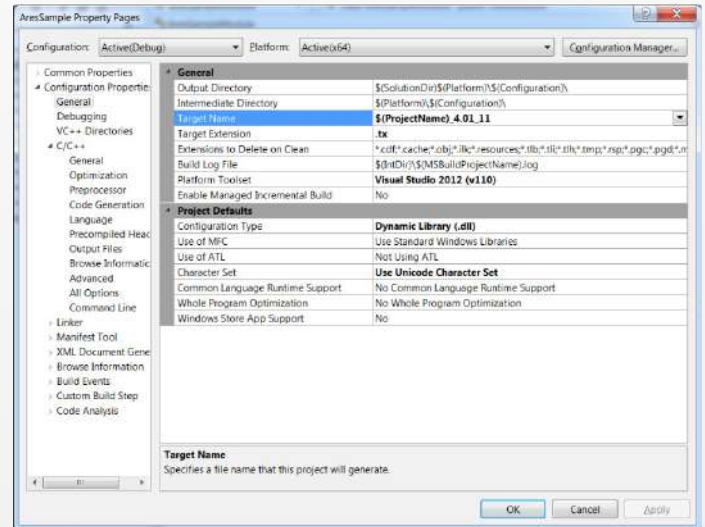 AresSample Property Pages
Configuration: Active(Debug) Platform: Active(x64) Configuration Manager...
Common Properties
Configuration Propertie:
General
Debugging
VC++ Directories
C/C++
General
Optimization
Preprocessor
Code Generation
Language
Precompiled Head
Output Files
Browse Informatic
Advanced
All Options
Command Line
Linker
Manifest Tool
XML Document Gene
Browse Information
Build Events
Custom Build Step
Code Analysis
General
Output Directory $(SolutionDir)$(Platform)\$(Configuration)\
Intermediate Directory $(Platform)\$(Configuration)\
Target Name $(ProjectName)_4.01_11
Target Extension .tx
Extensions to Delete on Clean *.cdf;*.cache;*.obj;*.ilk;*.resources;*.tlb;*.tli;*.tlh;*.tmp;*.rsp;*.pgc;*.pgd;*.m
Build Log File $(IntDir)\$(MSBuildProjectName).log
Platform Toolset Visual Studio 2012 (v110)
Enable Managed Incremental Build No
Project Defaults
Configuration Type Dynamic Library (.dll)
Use of MFC Use Standard Windows Libraries
Use of ATL Not Using ATL
Character Set Use Unicode Character Set
Common Language Runtime Support No Common Language Runtime Support
Whole Program Optimization No Whole Program Optimization
Windows Store App Support No
Target Name
Specifies a file name that this project will generate.
OK Cancel Apply